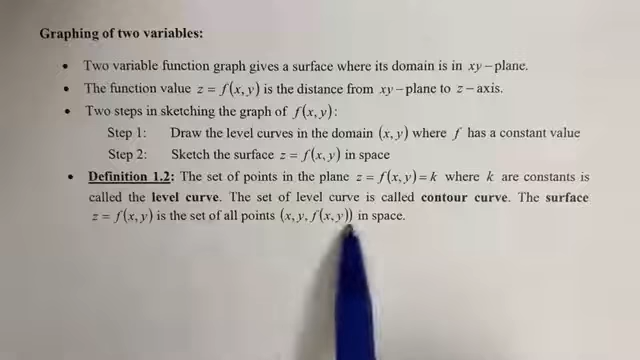 Graphing of two variables:
• Two variable function graph gives a surface where its domain is in xy – plane.
• The function value z = f(x, y) is the distance from xy – plane to z – axis.
• Two steps in sketching the graph of f(x, y):
Step 1: Draw the level curves in the domain (x, y) where f has a constant value
Step 2: Sketch the surface z = f(x, y) in space
• Definition 1.2: The set of points in the plane z = f(x, y) = k where k are constants is
called the level curve. The set of level curve is called contour curve. The surface
z = f(x, y) is the set of all points (x, y, f(x, y)) in space.